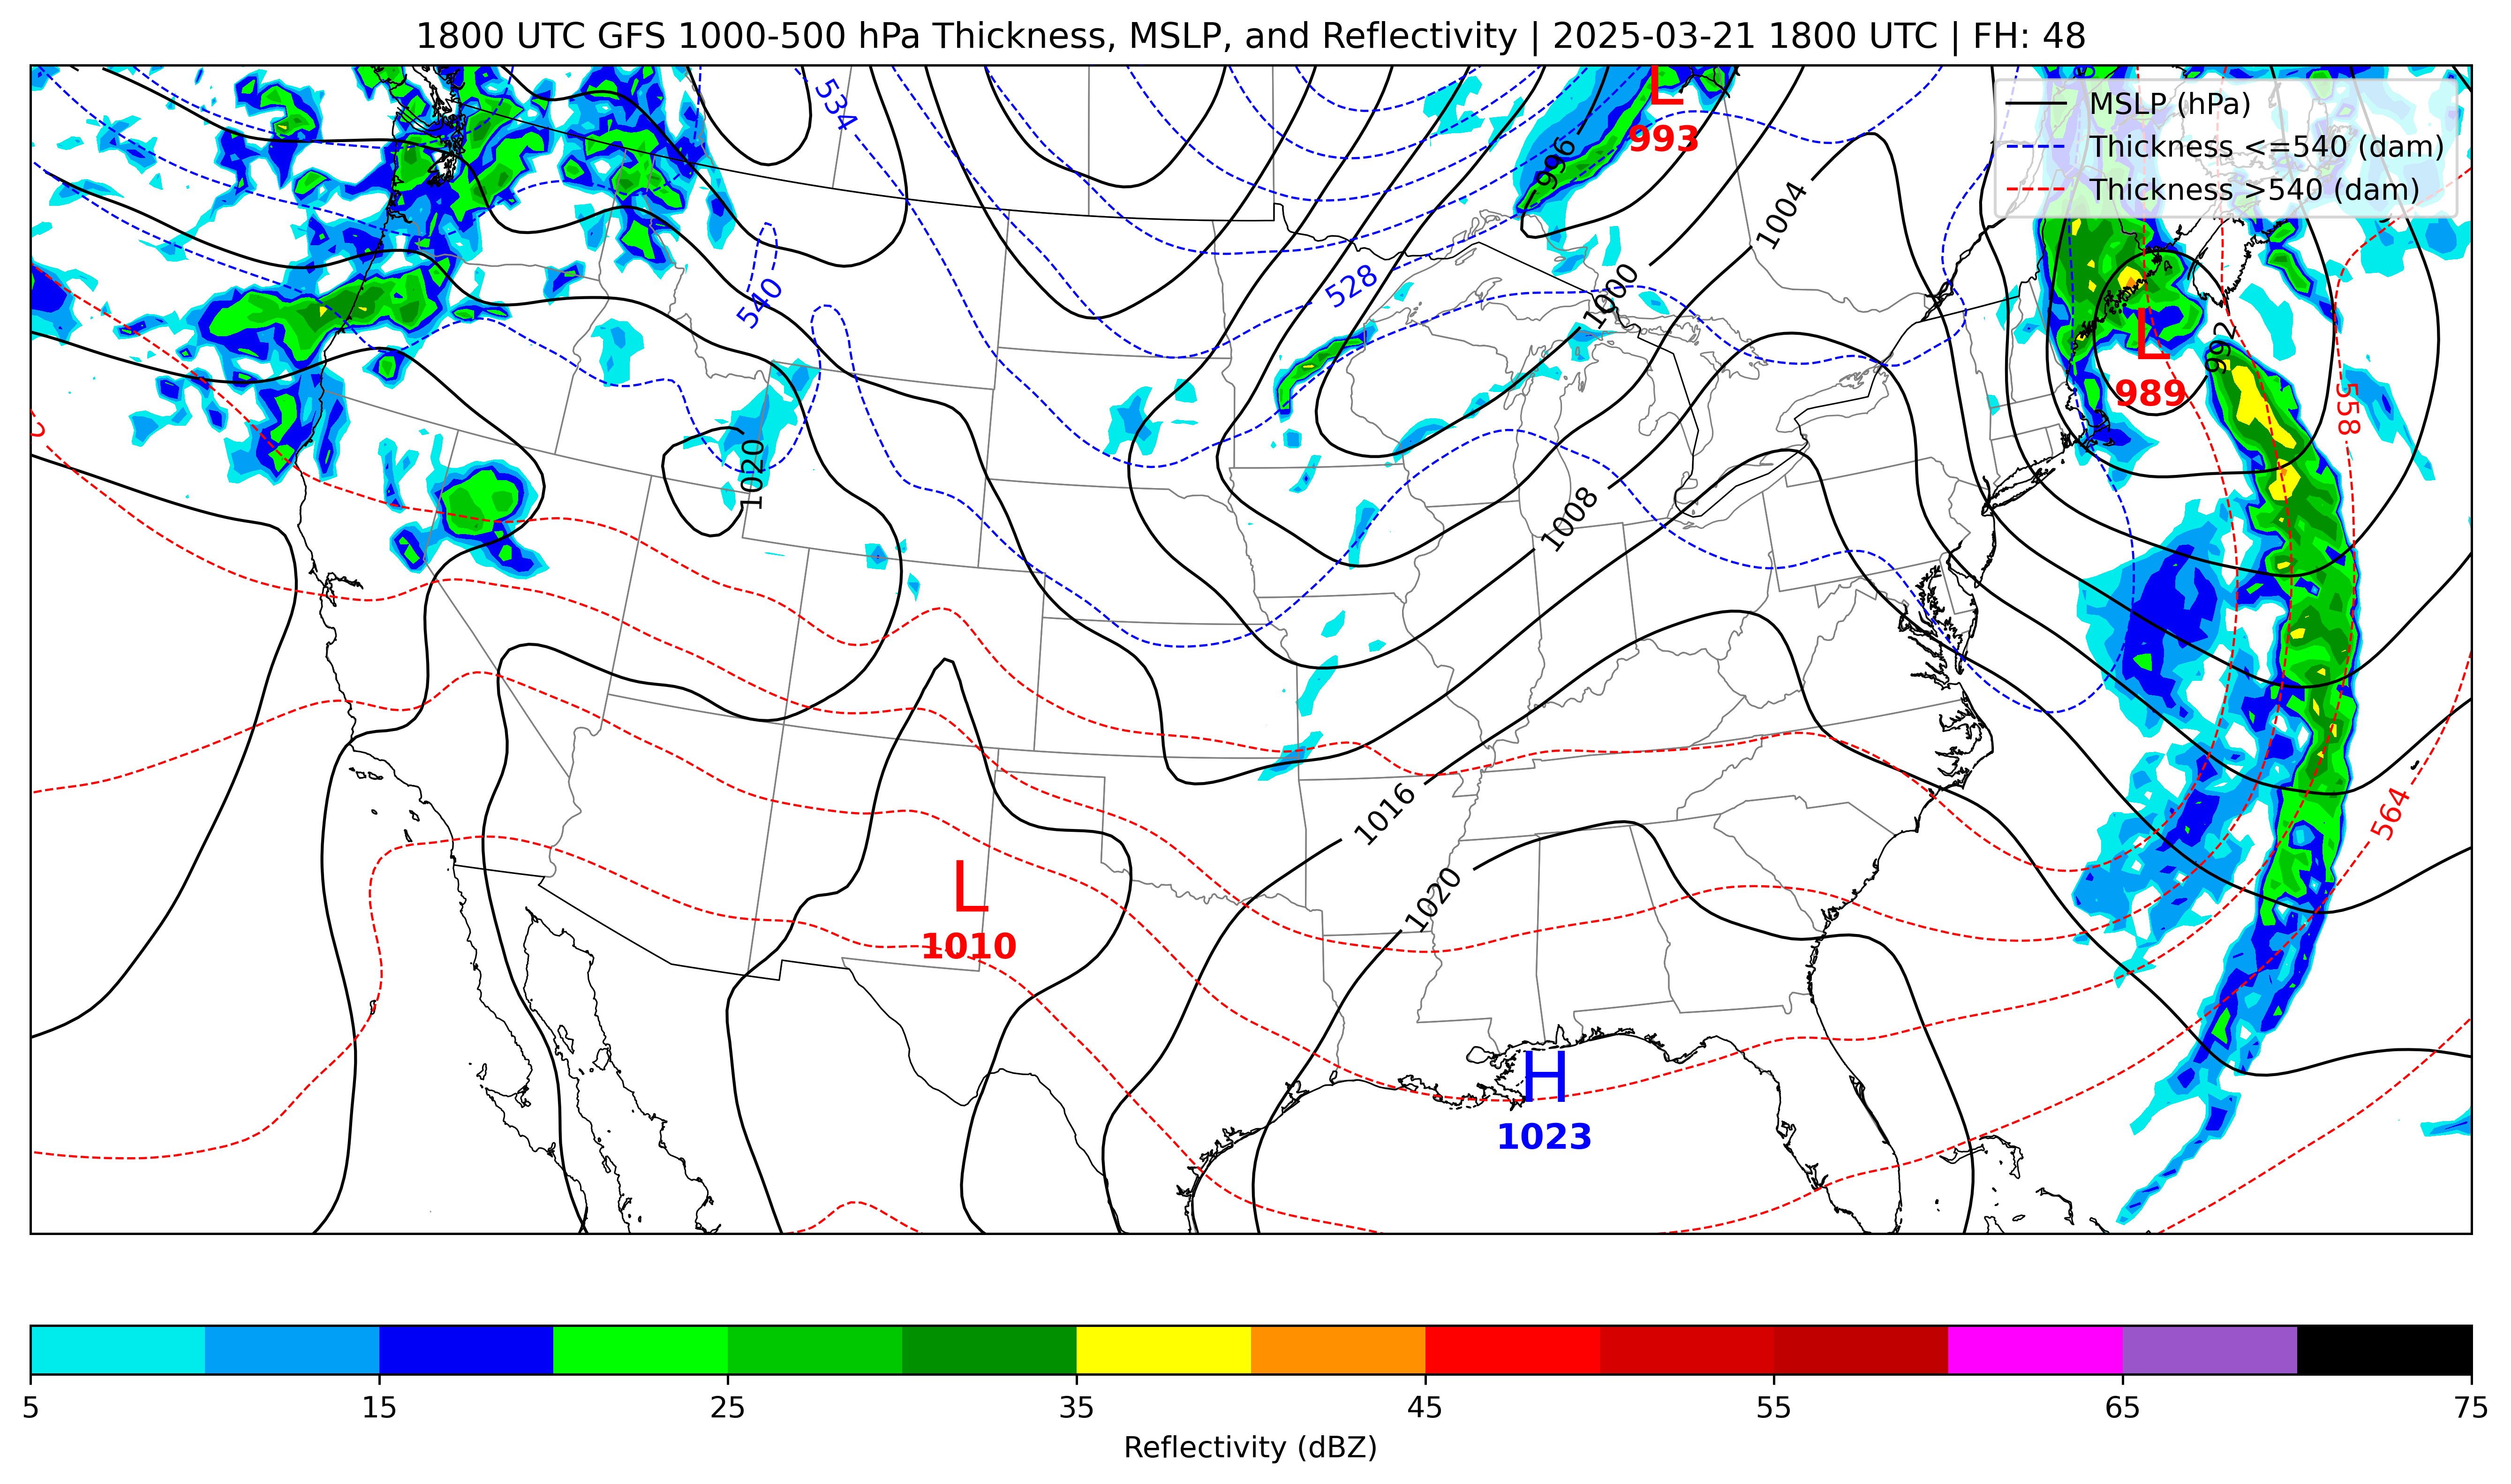 1800 UTC GFS 1000-500 hPa Thickness, MSLP, and Reflectivity | 2025-03-21 1800 UTC | FH: 48
MSLP (hPa)
Thickness <=540 (dam)
Thickness >540 (dam)
534
L
993
996
1004
528
540
1000
L
989
992
558
1020
1008
1016
564
L
1010
1020
H
1023
5 15 25 35 45 55 65 75
Reflectivity (dBZ)